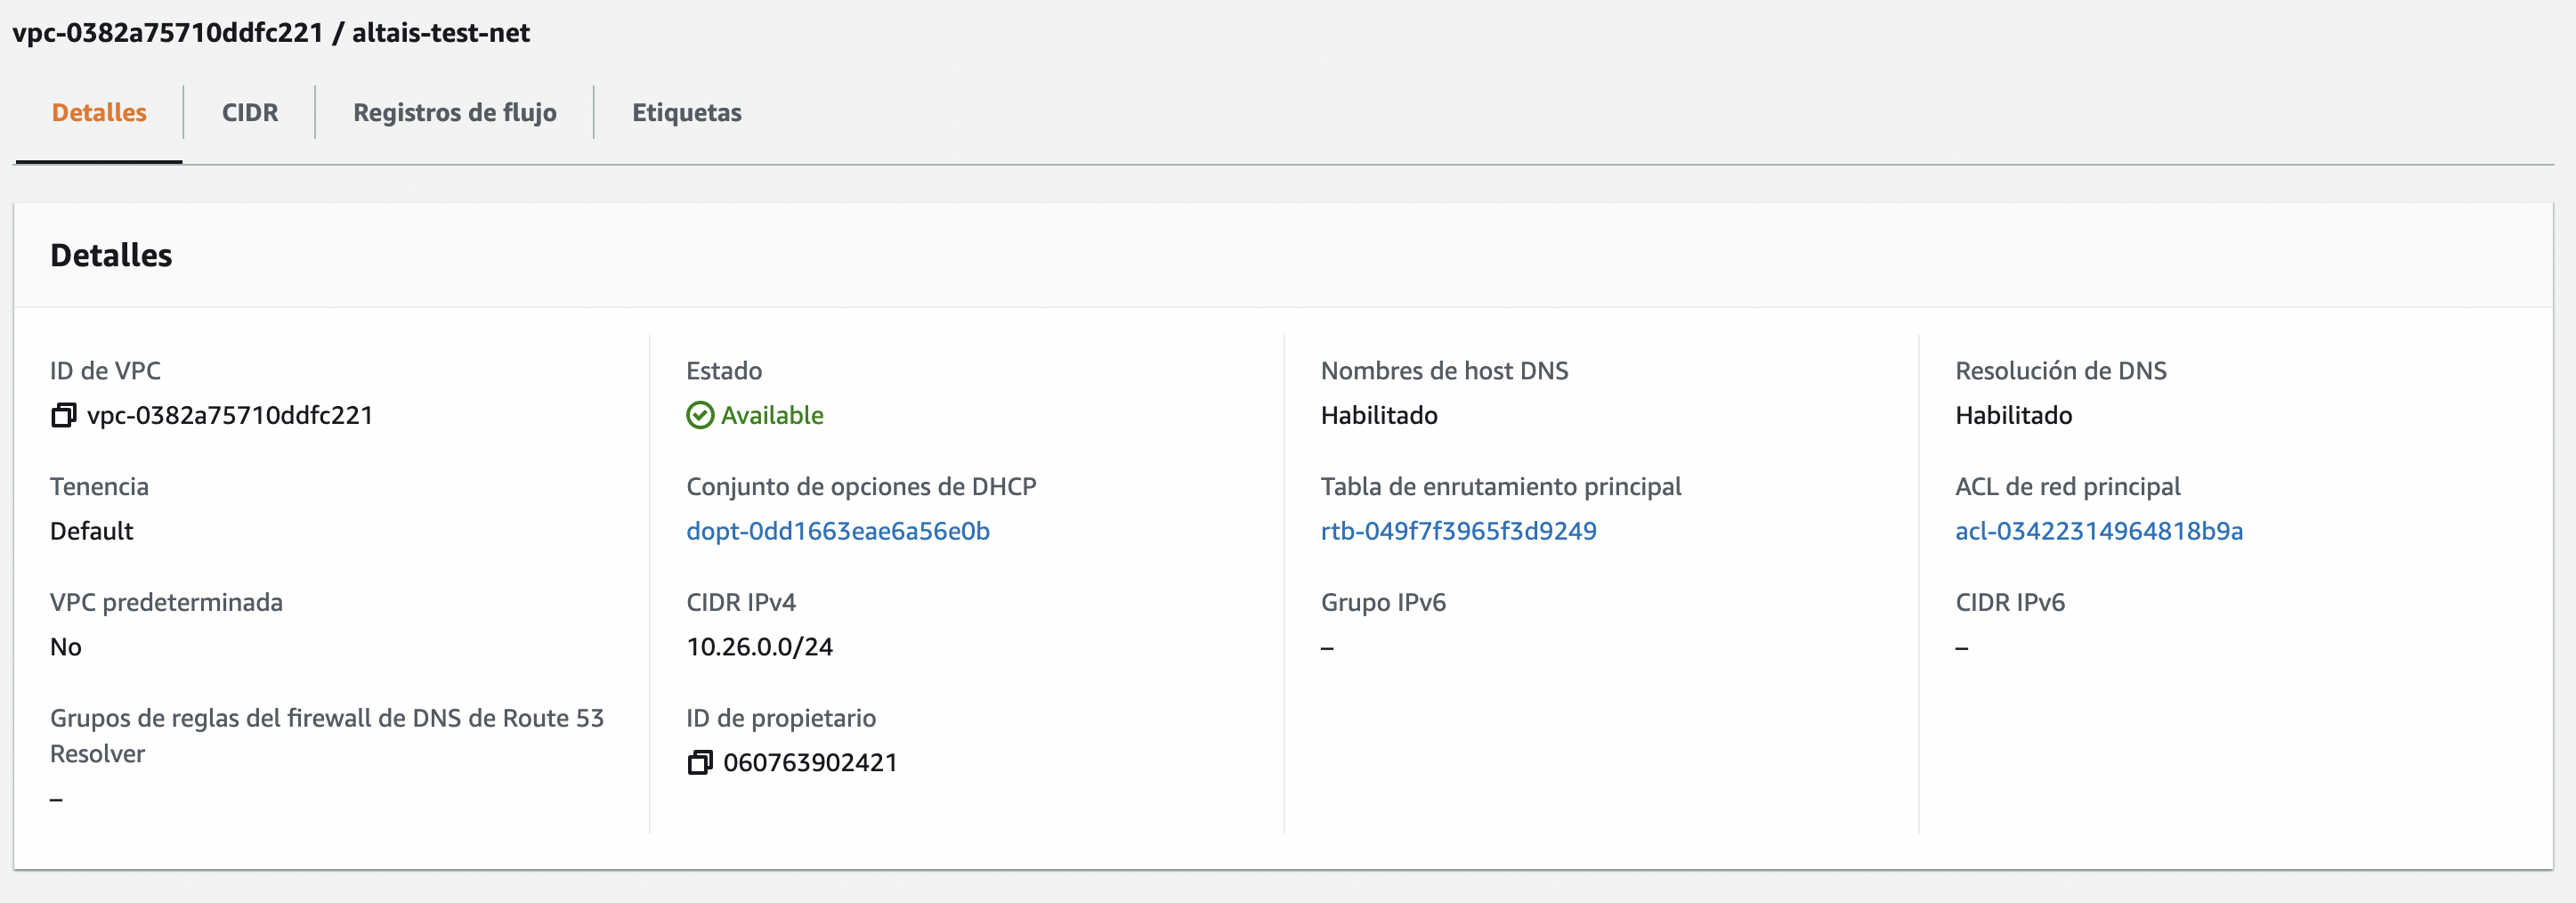 vpc-0382a75710ddfc221 / altais-test-net
Detalles
CIDR
Registros de flujo
Etiquetas
Detalles
ID de VPC
vpc-0382a75710ddfc221
Estado
Available
Nombres de host DNS
Habilitado
Resolución de DNS
Habilitado
Tenencia
Default
Conjunto de opciones de DHCP
dopt-0dd1663eae6a56e0b
Tabla de enrutamiento principal
rtb-049f7f3965f3d9249
ACL de red principal
acl-03422314964818b9a
VPC predeterminada
No
CIDR IPv4
10.26.0.0/24
Grupo IPv6
–
CIDR IPv6
–
Grupos de reglas del firewall de DNS de Route 53
Resolver
–
ID de propietario
060763902421